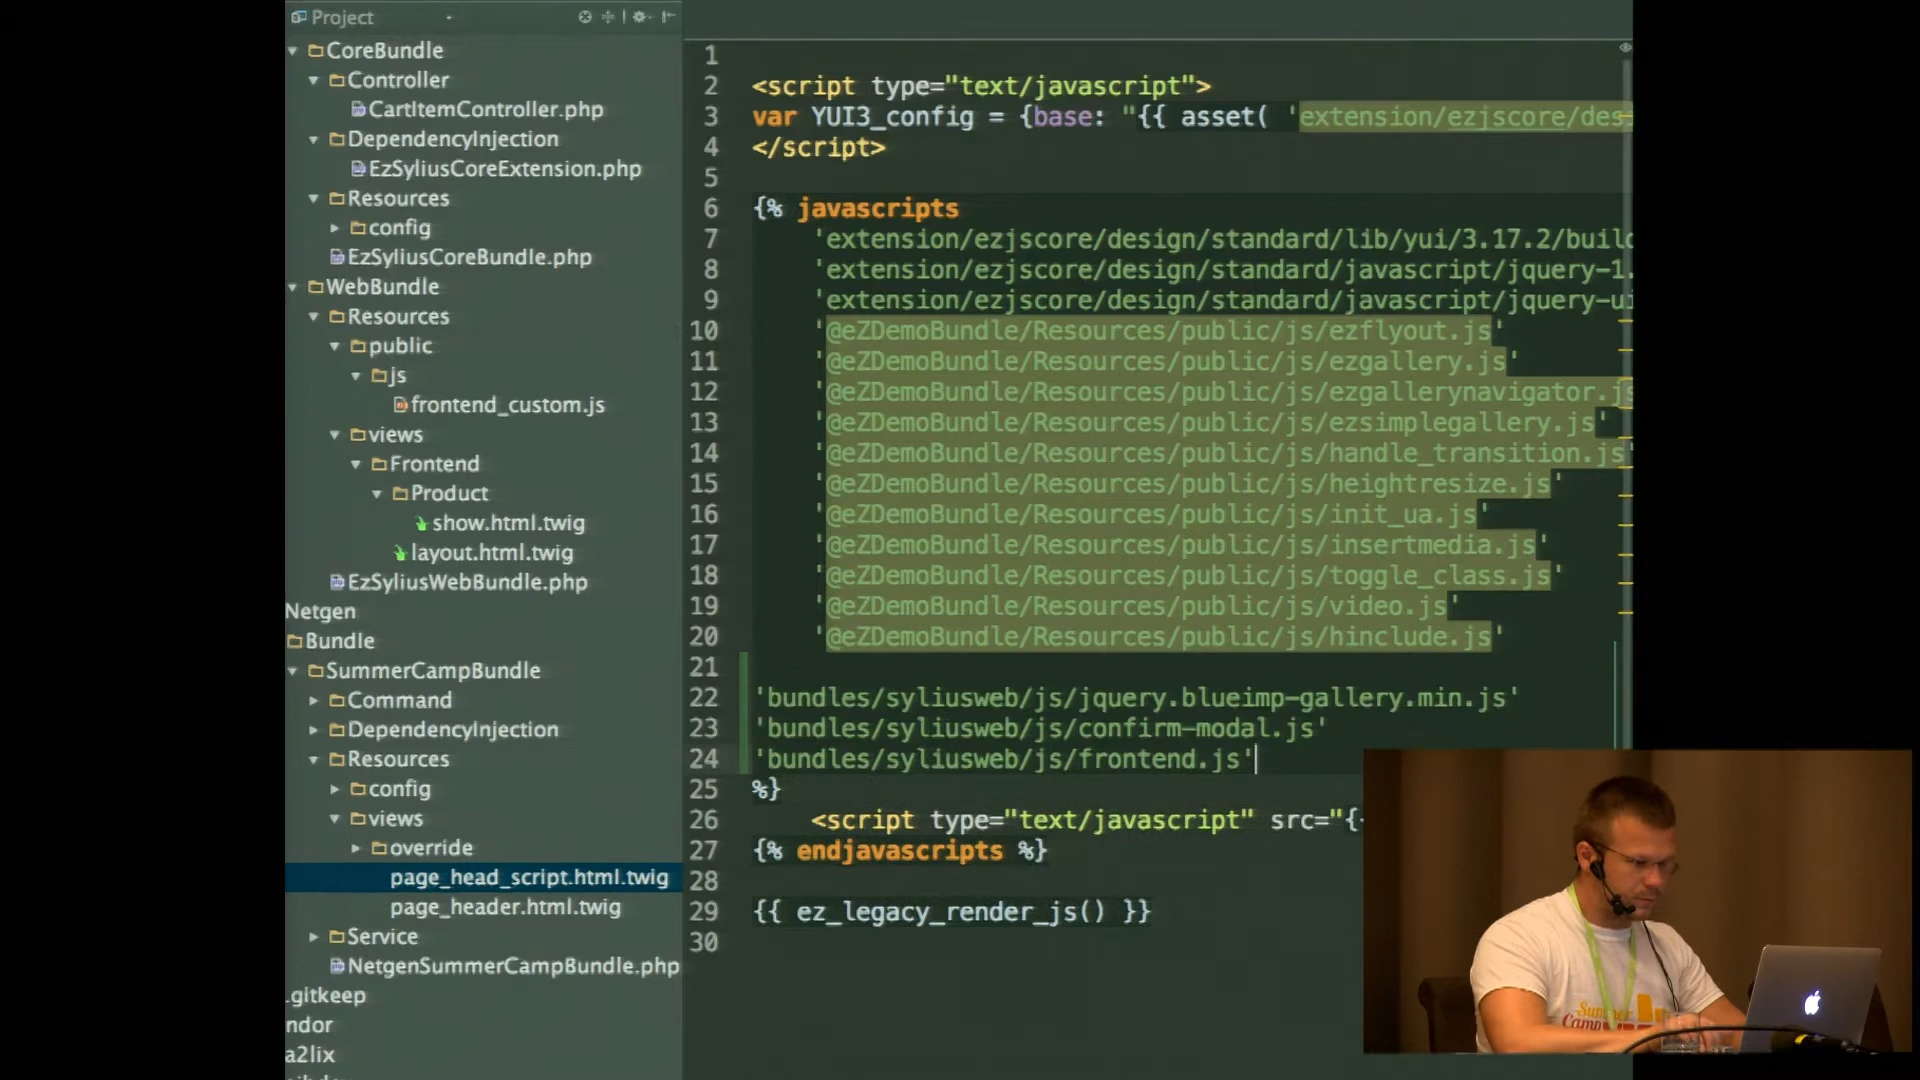 Project
CoreBundle
Controller
CartItemController.php
DependencyInjection
EzSyliusCoreExtension.php
Resources
config
EzSyliusCoreBundle.php
WebBundle
Resources
public
js
frontend_custom.js
views
Frontend
Product
show.html.twig
layout.html.twig
EzSyliusWebBundle.php
Netgen
Bundle
SummerCampBundle
Command
DependencyInjection
Resources
config
views
override
page_head_script.html.twig
page_header.html.twig
Service
NetgenSummerCampBundle.php
.gitkeep
ndor
a2lix
1
2 <script type="text/javascript">
3 var YUI3_config = {base: "{{ asset( 'extension/ezjscore/des
4 </script>
5
6 {% javascripts
7 'extension/ezjscore/design/standard/lib/yui/3.17.2/build
8 'extension/ezjscore/design/standard/javascript/jquery-1.
9 'extension/ezjscore/design/standard/javascript/jquery-ui
10 '@eZDemoBundle/Resources/public/js/ezflyout.js'
11 '@eZDemoBundle/Resources/public/js/ezgallery.js'
12 '@eZDemoBundle/Resources/public/js/ezgallerynavigator.js
13 '@eZDemoBundle/Resources/public/js/ezsimplegallery.js'
14 '@eZDemoBundle/Resources/public/js/handle_transition.js'
15 '@eZDemoBundle/Resources/public/js/heightresize.js'
16 '@eZDemoBundle/Resources/public/js/init_ua.js'
17 '@eZDemoBundle/Resources/public/js/insertmedia.js'
18 '@eZDemoBundle/Resources/public/js/toggle_class.js'
19 '@eZDemoBundle/Resources/public/js/video.js'
20 '@eZDemoBundle/Resources/public/js/hinclude.js'
21
22 'bundles/syliusweb/js/jquery.blueimp-gallery.min.js'
23 'bundles/syliusweb/js/confirm-modal.js'
24 'bundles/syliusweb/js/frontend.js'
25 %}
26 <script type="text/javascript" src="{
27 {% endjavascripts %}
28
29 {{ ez_legacy_render_js() }}
30
Summer
Camp